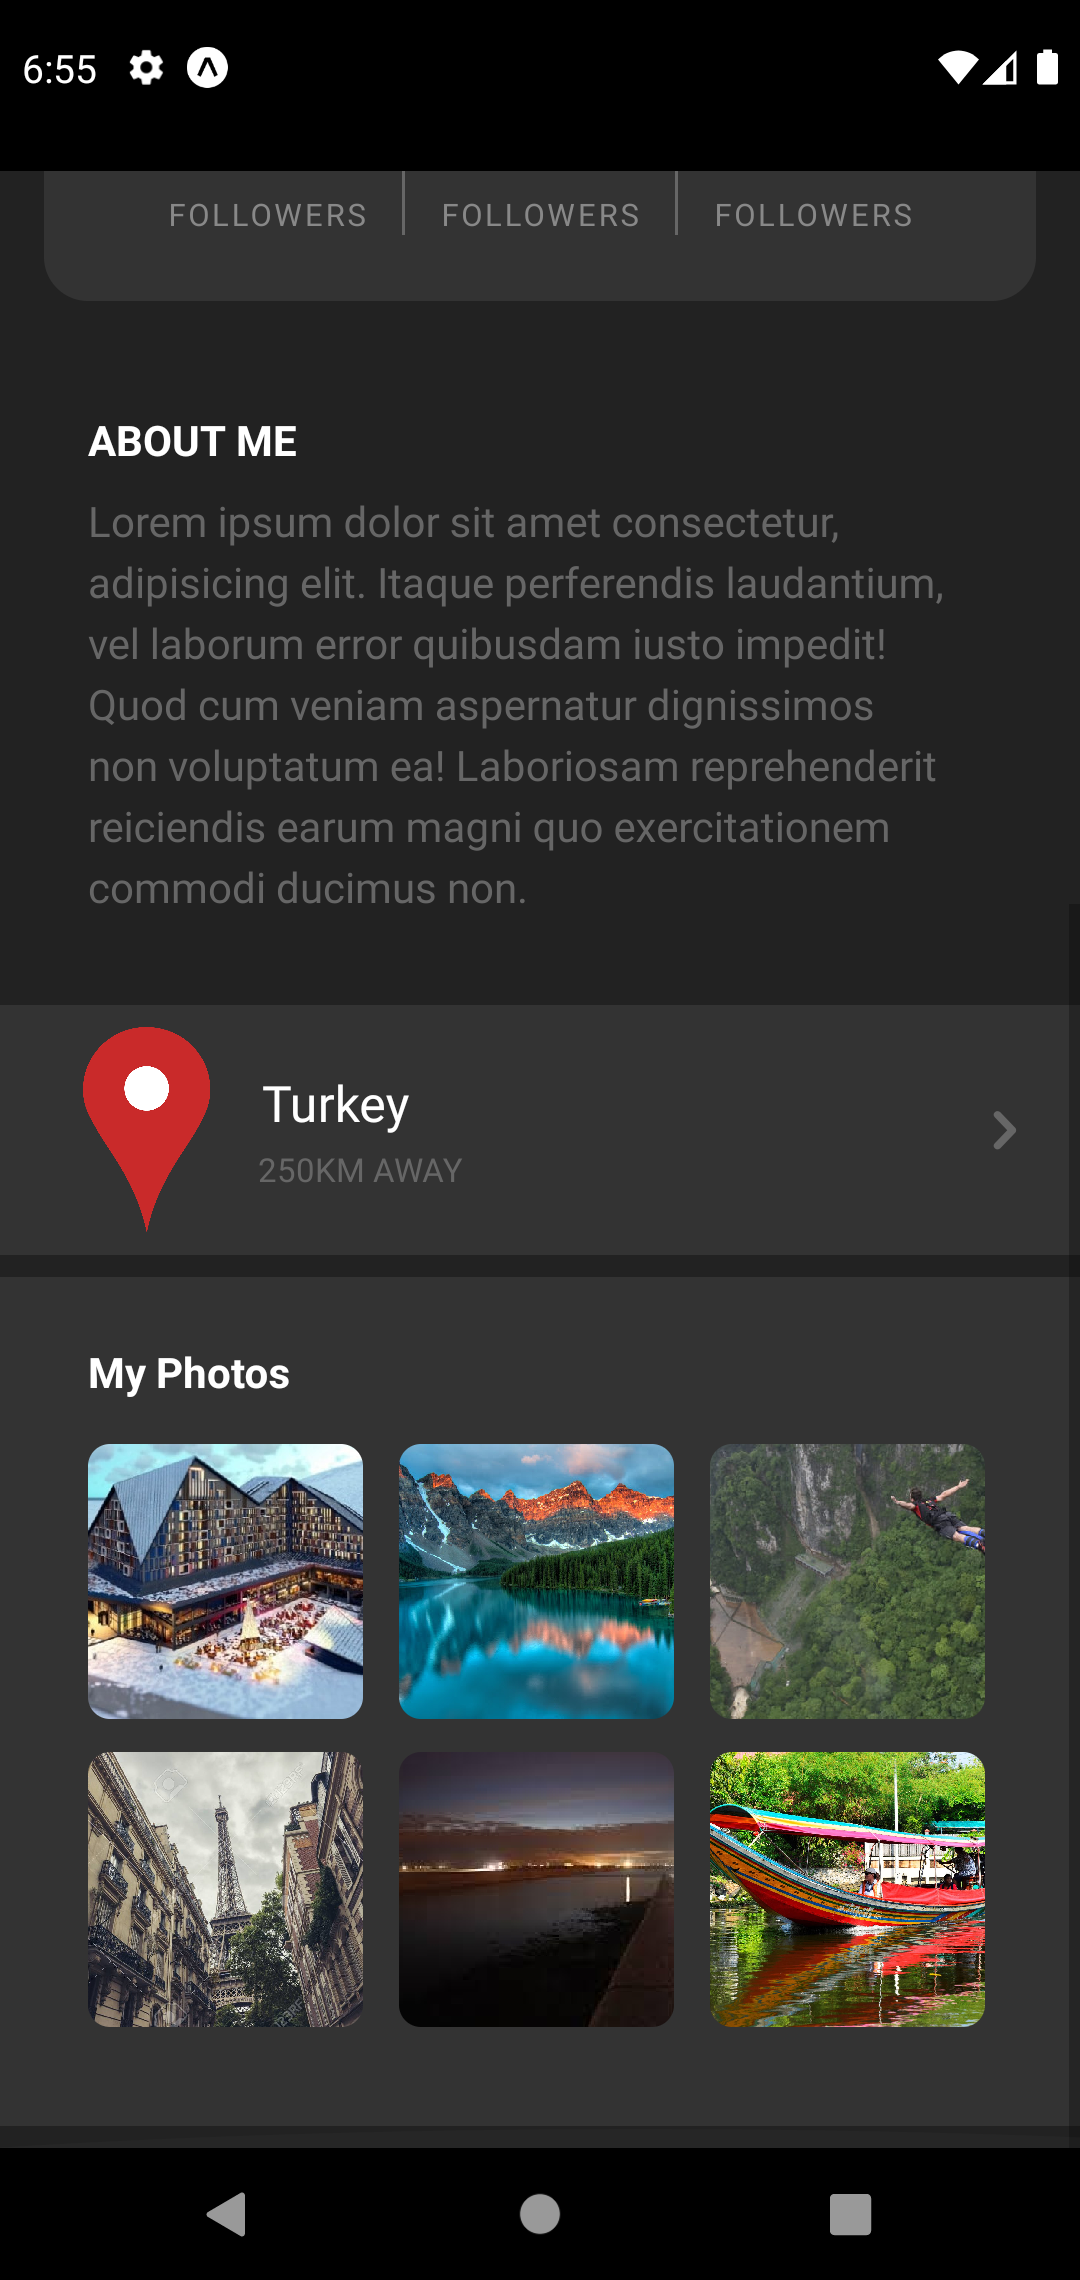 6:55
FOLLOWERS FOLLOWERS FOLLOWERS
ABOUT ME
Lorem ipsum dolor sit amet consectetur,
adipisicing elit. Itaque perferendis laudantium,
vel laborum error quibusdam iusto impedit!
Quod cum veniam aspernatur dignissimos
non voluptatum ea! Laboriosam reprehenderit
reiciendis earum magni quo exercitationem
commodi ducimus non.
Turkey
250KM AWAY
My Photos